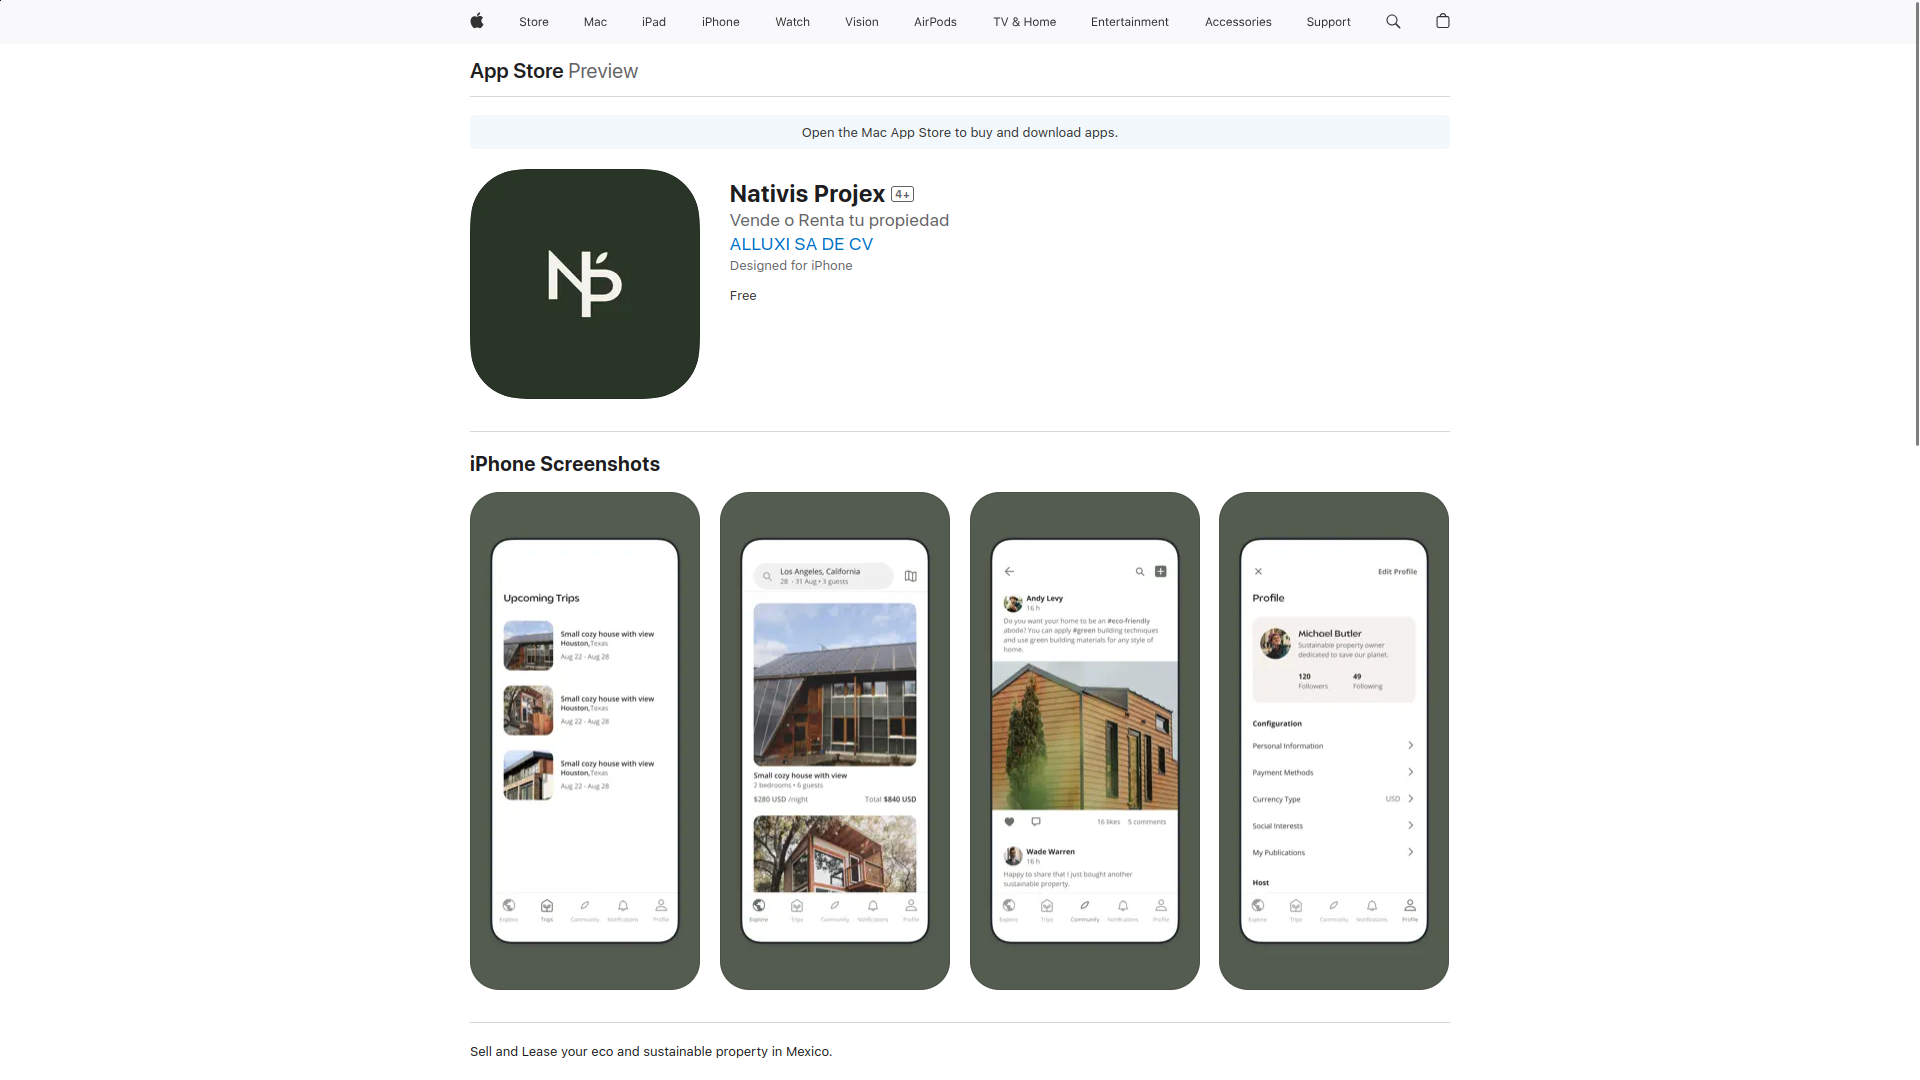 Store
Mac
iPad
iPhone
Watch
Vision
AirPods
TV & Home
Entertainment
Accessories
Support
App Store Preview
Open the Mac App Store to buy and download apps.
NP
Nativis Projex 4+
Vende o Renta tu propiedad
ALLUXI SA DE CV
Designed for iPhone
Free
iPhone Screenshots
Upcoming Trips
Small cozy house with view
Houston,Texas
Aug 22 - Aug 28
Small cozy house with view
Houston,Texas
Aug 22 - Aug 28
Small cozy house with view
Houston,Texas
Aug 22 - Aug 28
Explore
Trips
Community
Notifications
Profile
Los Angeles, California
28 - 31 Aug • 3 guests
Small cozy house with view
2 bedrooms • 6 guests
$280 USD /night
Total $840 USD
Explore
Trips
Community
Notifications
Profile
Andy Levy
16 h
Do you want your home to be an #eco-friendly
abode? You can apply #green building techniques
and use green building materials for any style of
home.
16 likes
5 comments
Wade Warren
16 h
Happy to share that I just bought another
sustainable property.
Explore
Trips
Community
Notifications
Profile
Edit Profile
Profile
Michael Butler
Sustainable property owner
dedicated to save our planet.
120
Followers
49
Following
Configuration
Personal Information
Payment Methods
Currency Type
USD
Social Interests
My Publications
Host
Explore
Trips
Community
Notifications
Profile
Sell and Lease your eco and sustainable property in Mexico.